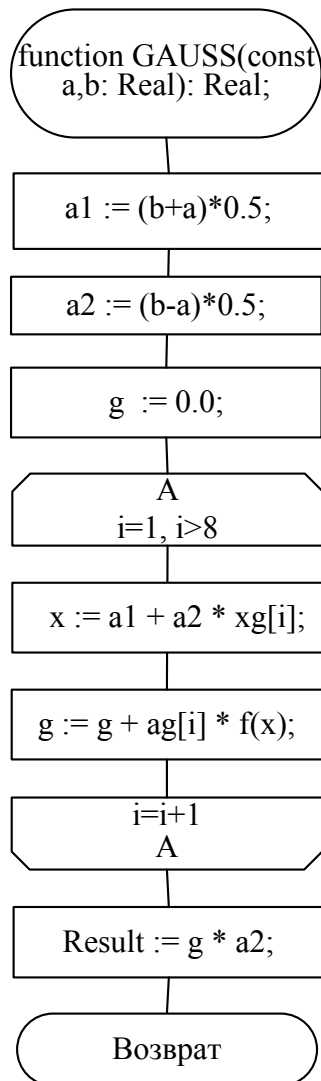 function GAUSS(const
a,b: Real): Real;
a1 := (b+a)*0.5;
a2 := (b-a)*0.5;
g := 0.0;
A
i=1, i>8
x := a1 + a2 * xg[i];
g := g + ag[i] * f(x);
i=i+1
A
Result := g * a2;
Возврат